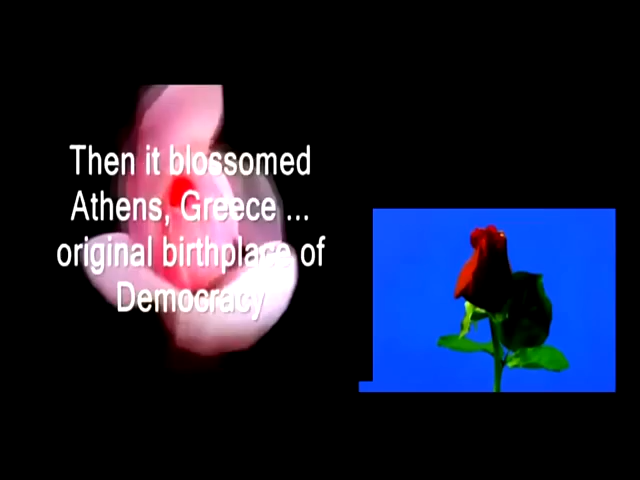 Then it blossomed
Athens, Greece ...
original birthplace of
Democracy